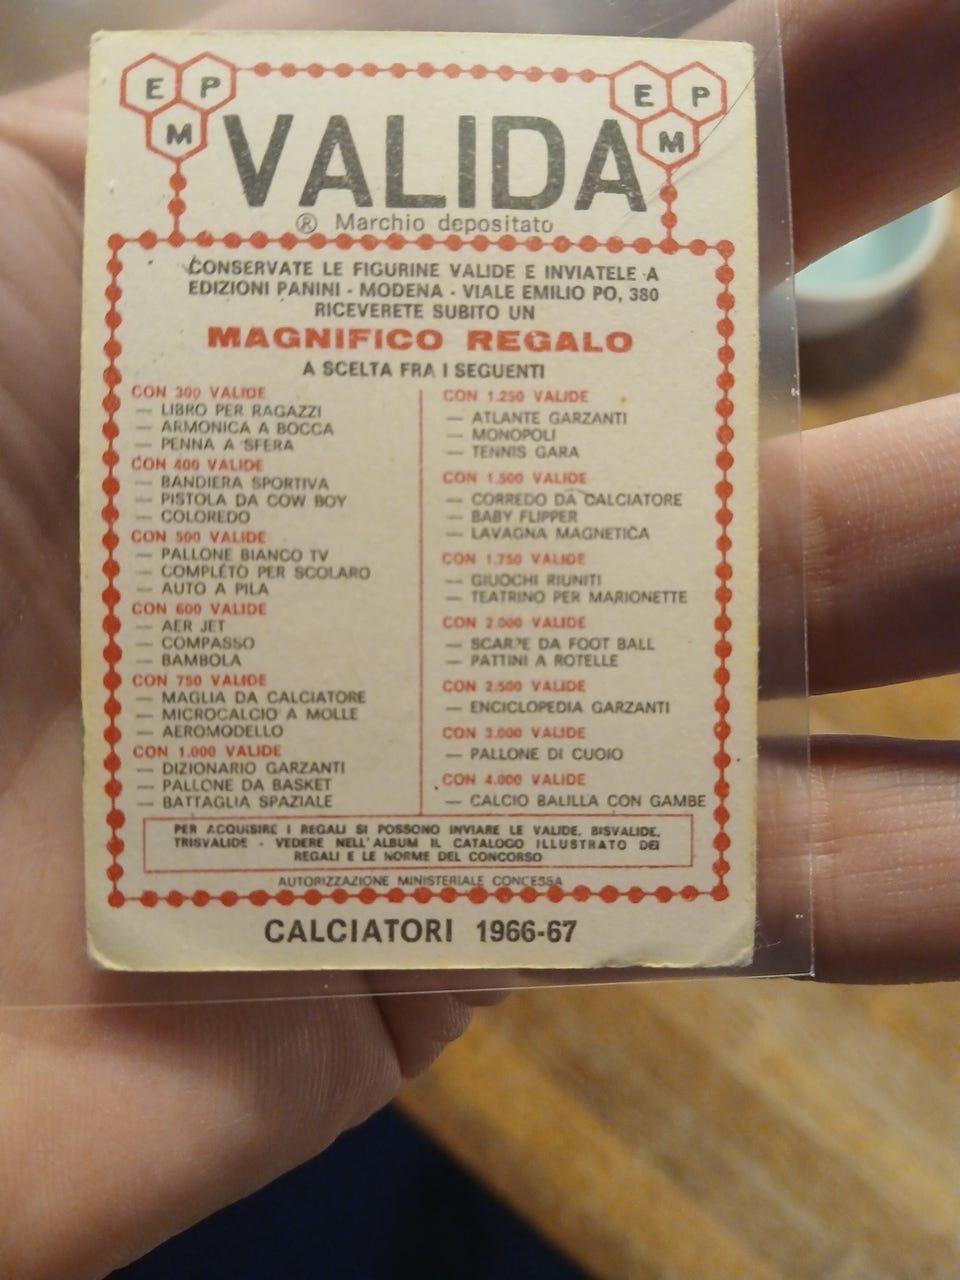 E P
M
E P
M
VALIDA
® Marchio depositato
CONSERVATE LE FIGURINE VALIDE E INVIATELE A
EDIZIONI PANINI - MODENA - VIALE EMILIO PO, 380
RICEVERETE SUBITO UN
MAGNIFICO REGALO
A SCELTA FRA I SEGUENTI
CON 300 VALIDE
— LIBRO PER RAGAZZI
— ARMONICA A BOCCA
— PENNA A SFERA
CON 400 VALIDE
— BANDIERA SPORTIVA
— PISTOLA DA COW BOY
— COLOREDO
CON 500 VALIDE
— PALLONE BIANCO TV
— COMPLETO PER SCOLARO
— AUTO A PILA
CON 600 VALIDE
— AER JET
— COMPASSO
— BAMBOLA
CON 750 VALIDE
— MAGLIA DA CALCIATORE
— MICROCALCIO A MOLLE
— AEROMODELLO
CON 1.000 VALIDE
— DIZIONARIO GARZANTI
— PALLONE DA BASKET
— BATTAGLIA SPAZIALE
CON 1.250 VALIDE
— ATLANTE GARZANTI
— MONOPOLI
— TENNIS GARA
CON 1.500 VALIDE
— CORREDO DA CALCIATORE
— BABY FLIPPER
— LAVAGNA MAGNETICA
CON 1.750 VALIDE
— GIUOCHI RIUNITI
— TEATRINO PER MARIONETTE
CON 2.000 VALIDE
— SCARPE DA FOOT BALL
— PATTINI A ROTELLE
CON 2.500 VALIDE
— ENCICLOPEDIA GARZANTI
CON 3.000 VALIDE
— PALLONE DI CUOIO
CON 4.000 VALIDE
— CALCIO BALILLA CON GAMBE
PER ACQUISIRE I REGALI SI POSSONO INVIARE LE VALIDE, BISVALIDE,
TRISVALIDE - VEDERE NELL'ALBUM IL CATALOGO ILLUSTRATO DEI
REGALI E LE NORME DEL CONCORSO
AUTORIZZAZIONE MINISTERIALE CONCESSA
CALCIATORI 1966-67